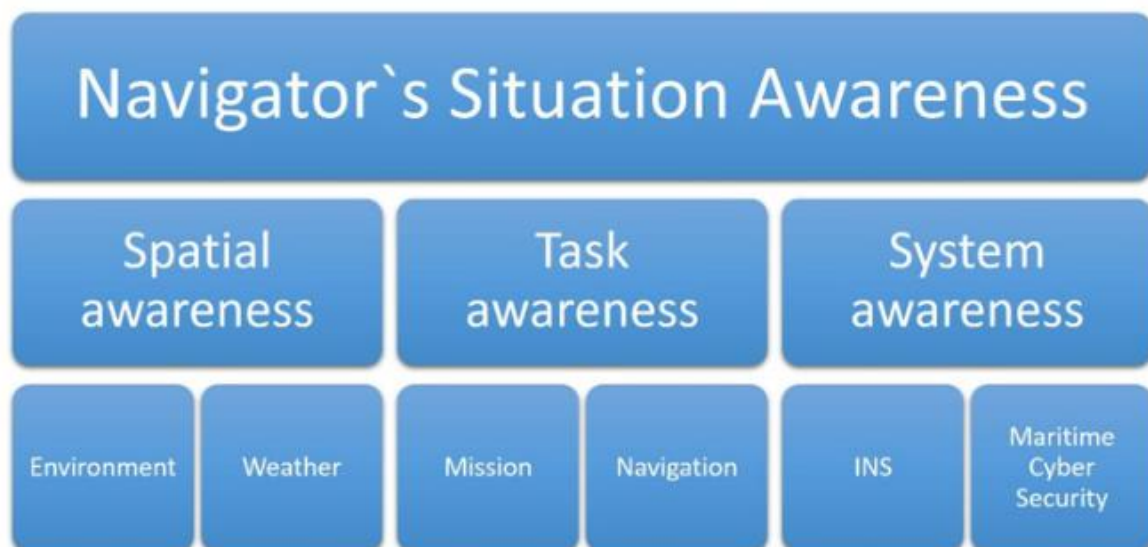 Navigator`s Situation Awareness
Spatial
awareness
Task
awareness
System
awareness
Environment
Weather
Mission
Navigation
INS
Maritime
Cyber
Security